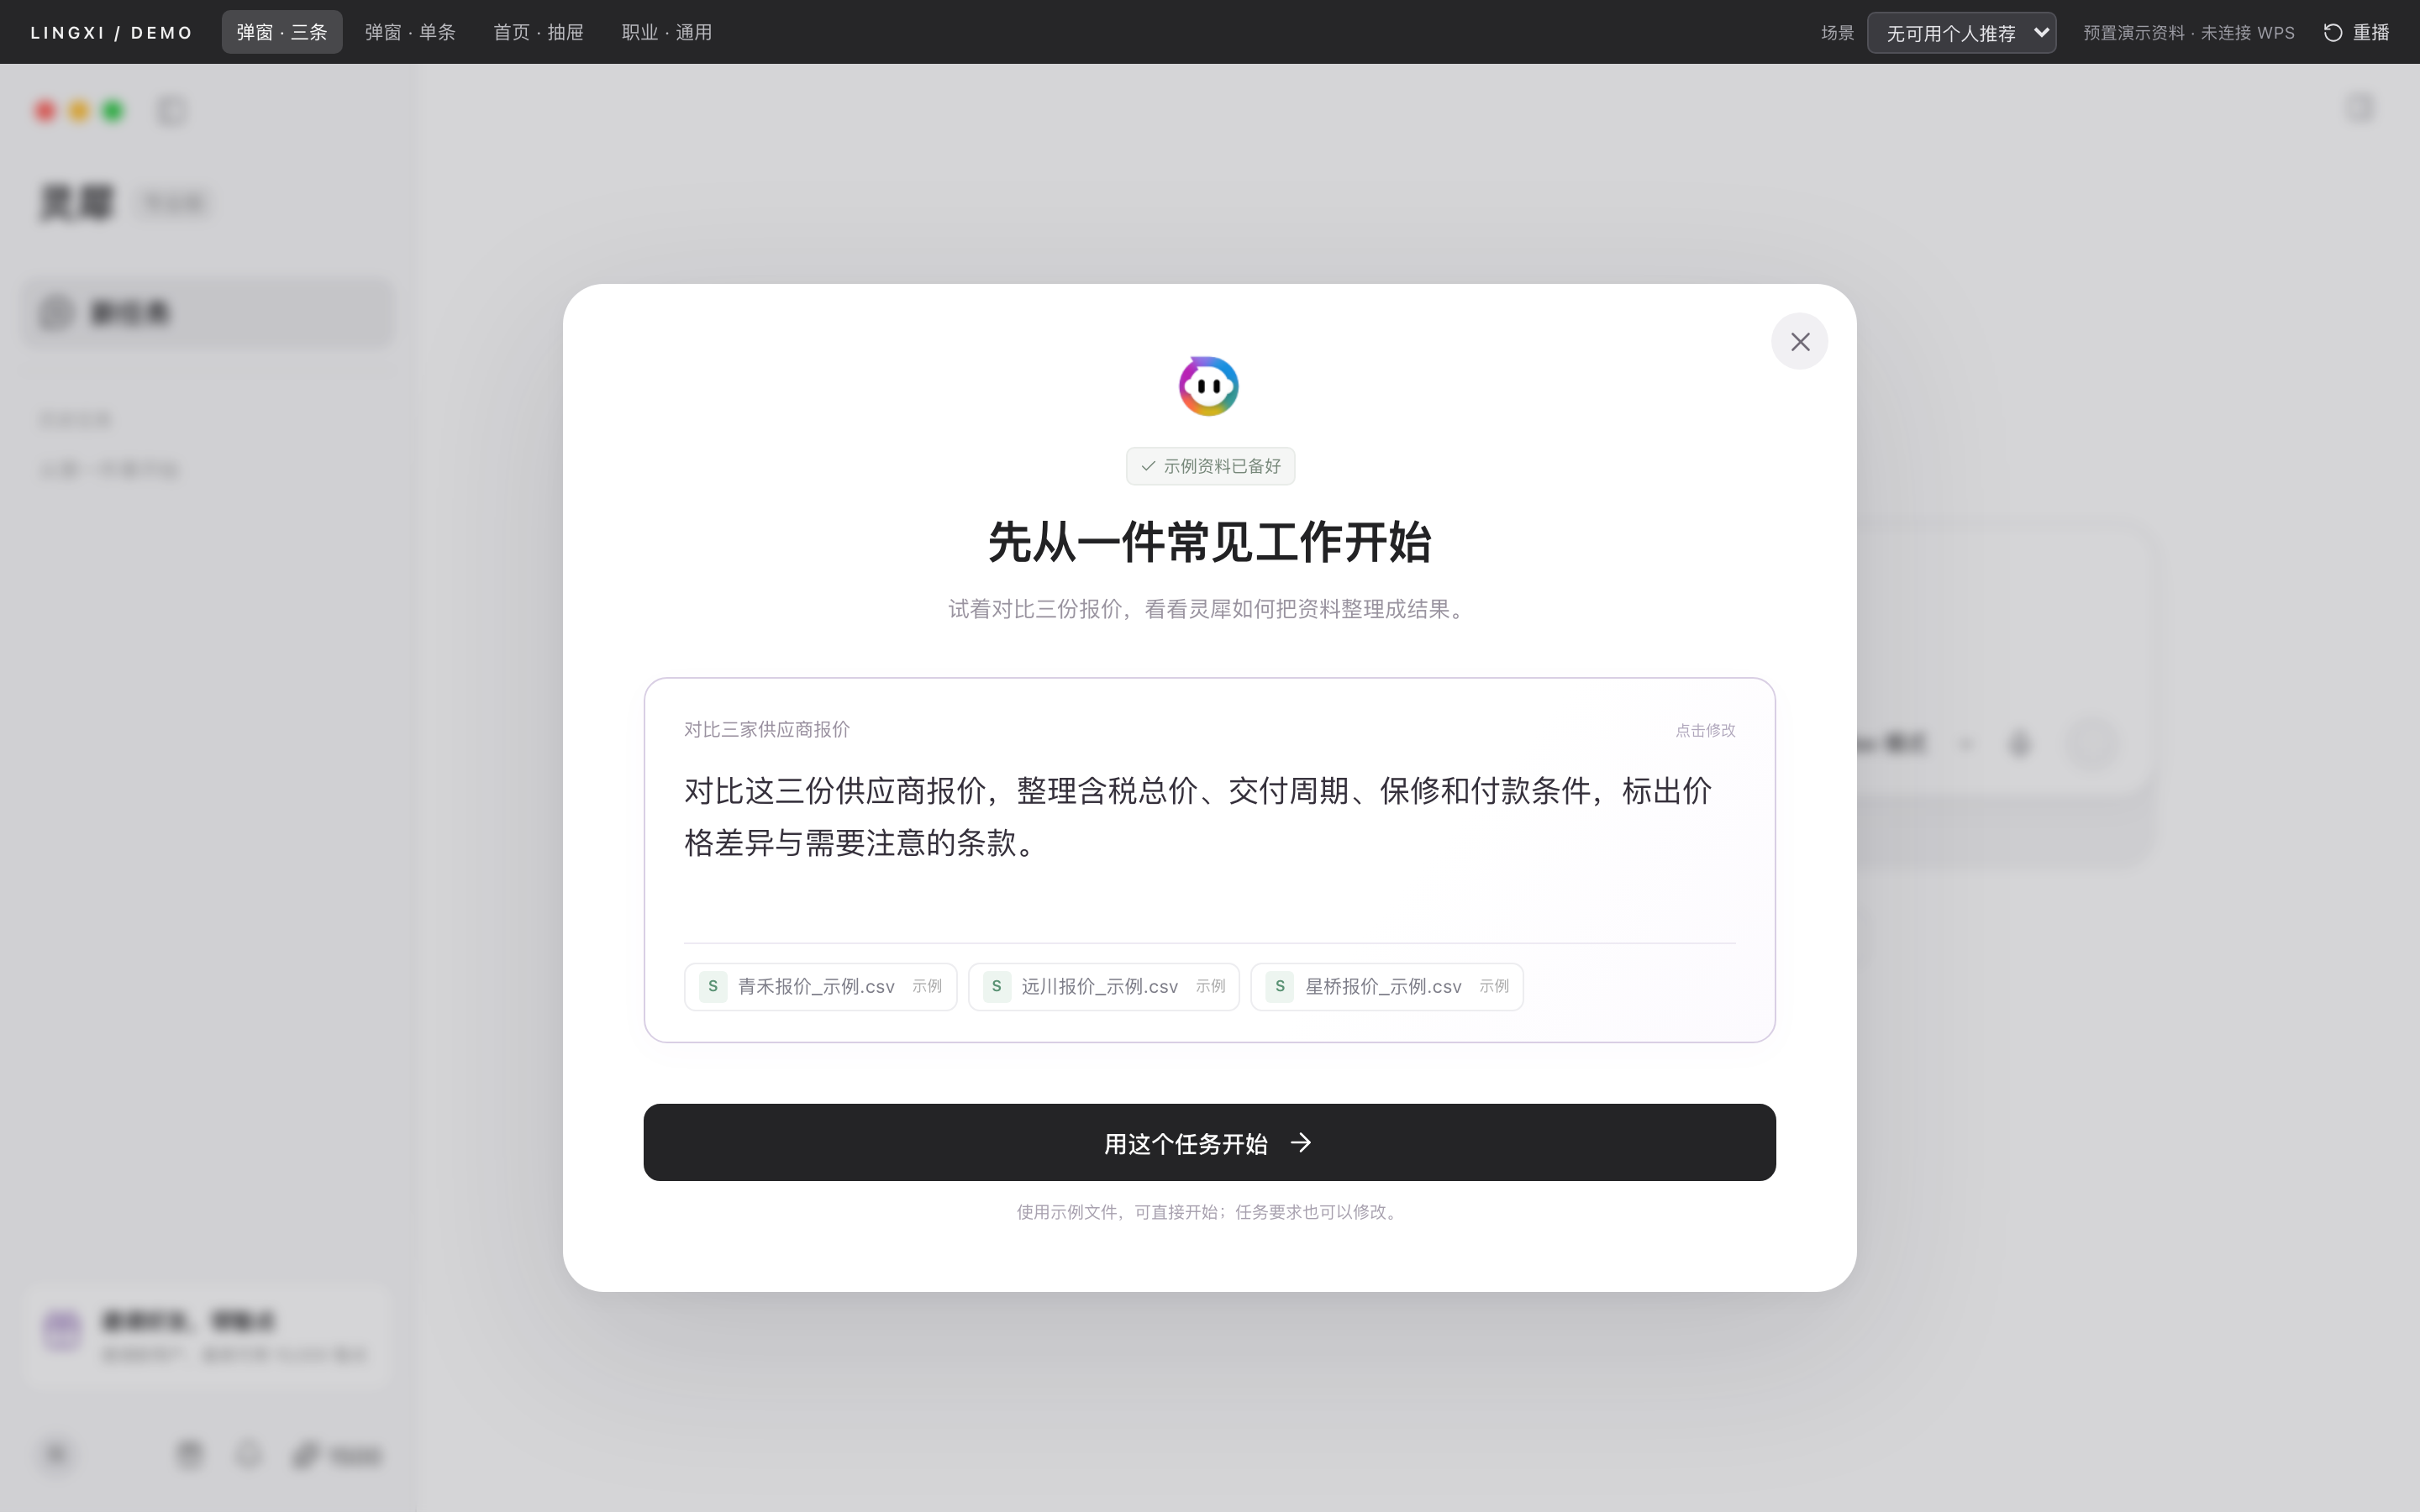 LINGXI / DEMO
弹窗 · 三条
弹窗 · 单条
首页 · 抽屉
职业 · 通用
场景
无可用个人推荐
预置演示资料 · 未连接 WPS
重播
灵犀
新任务
示例资料已备好
先从一件常见工作开始
试着对比三份报价，看看灵犀如何把资料整理成结果。
对比三家供应商报价
点击修改
对比这三份供应商报价，整理含税总价、交付周期、保修和付款条件，标出价
格差异与需要注意的条款。
S 青禾报价_示例.csv 示例
S 远川报价_示例.csv 示例
S 星桥报价_示例.csv 示例
用这个任务开始
使用示例文件，可直接开始；任务要求也可以修改。